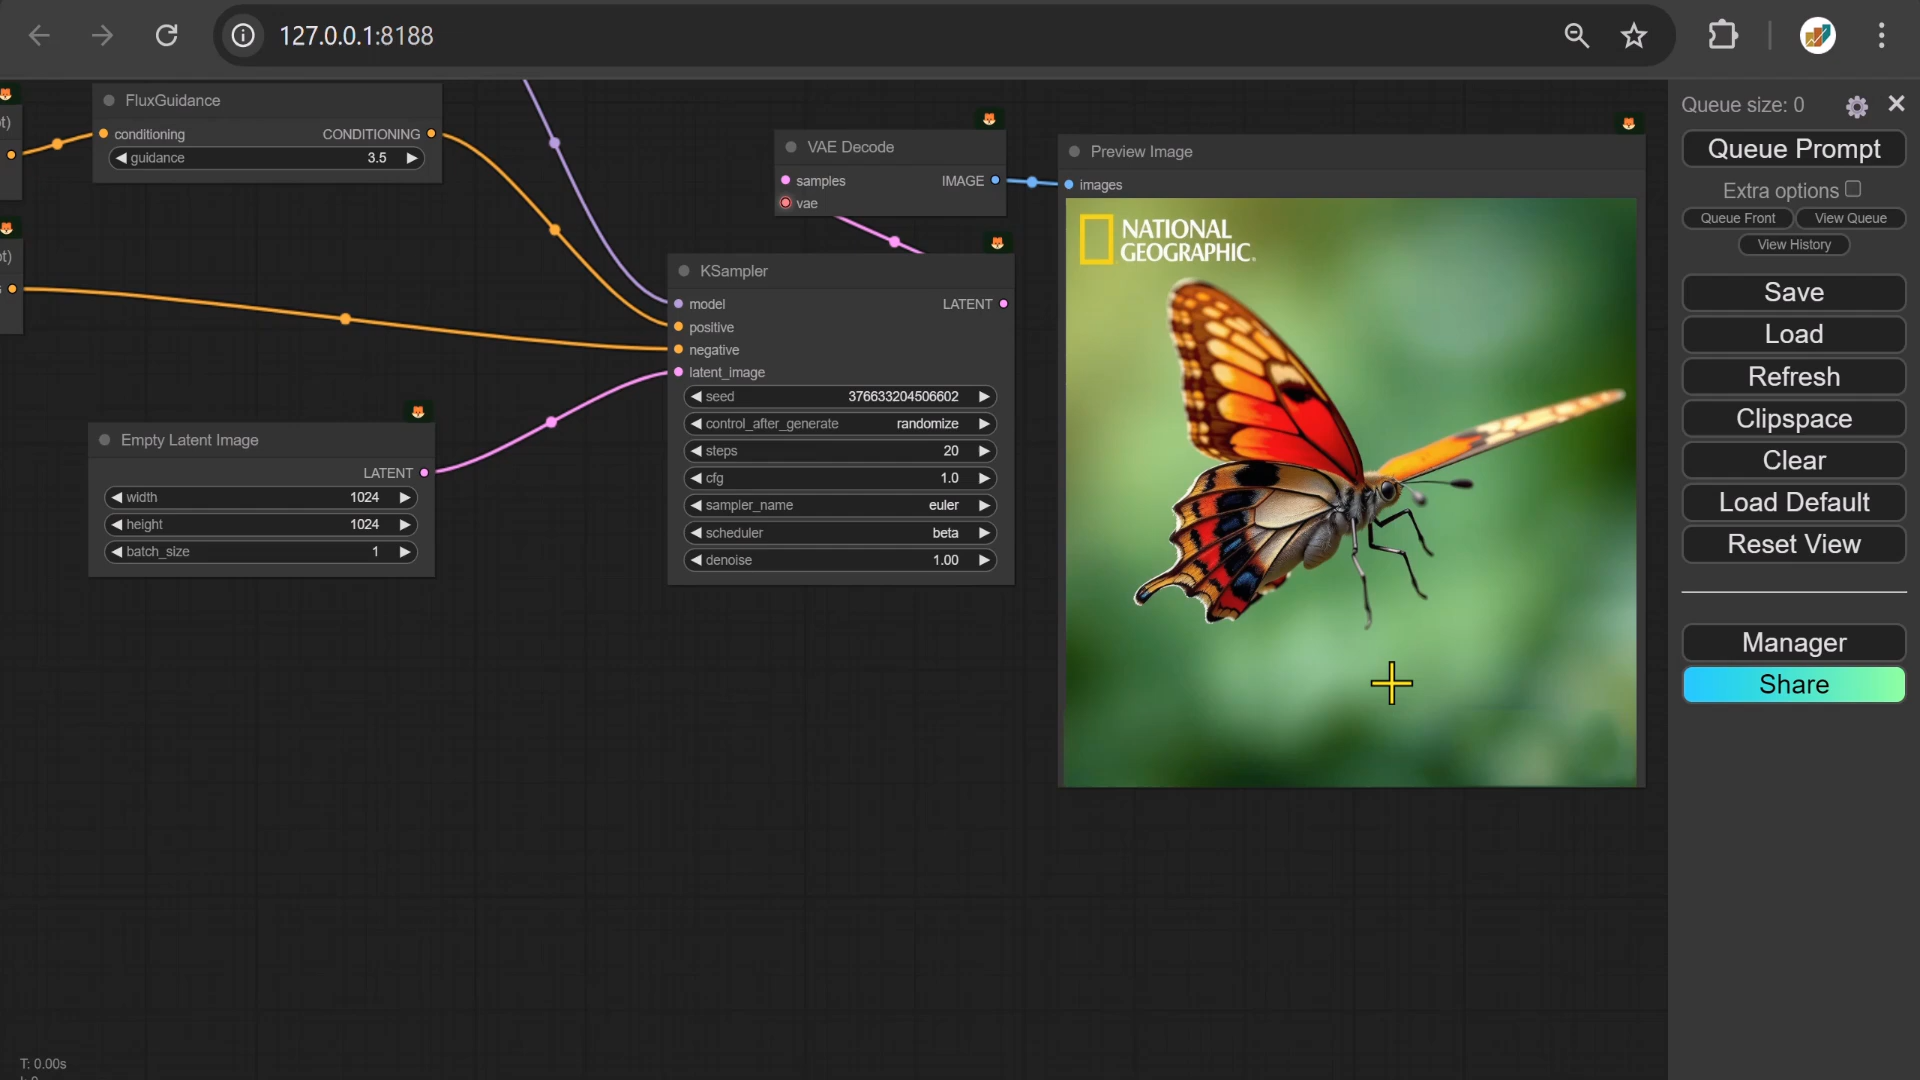 127.0.0.1:8188
FluxGuidance
conditioning CONDITIONING
guidance 3.5
Empty Latent Image
LATENT
width 1024
height 1024
batch_size 1
VAE Decode
samples IMAGE
vae
KSampler
model LATENT
positive
negative
latent_image
seed 376633204506602
control_after_generate randomize
steps 20
cfg 1.0
sampler_name euler
scheduler beta
denoise 1.00
Preview Image
images
NATIONAL
GEOGRAPHIC
Queue size: 0
Queue Prompt
Extra options
Queue Front View Queue
View History
Save
Load
Refresh
Clipspace
Clear
Load Default
Reset View
Manager
Share
T: 0.00s